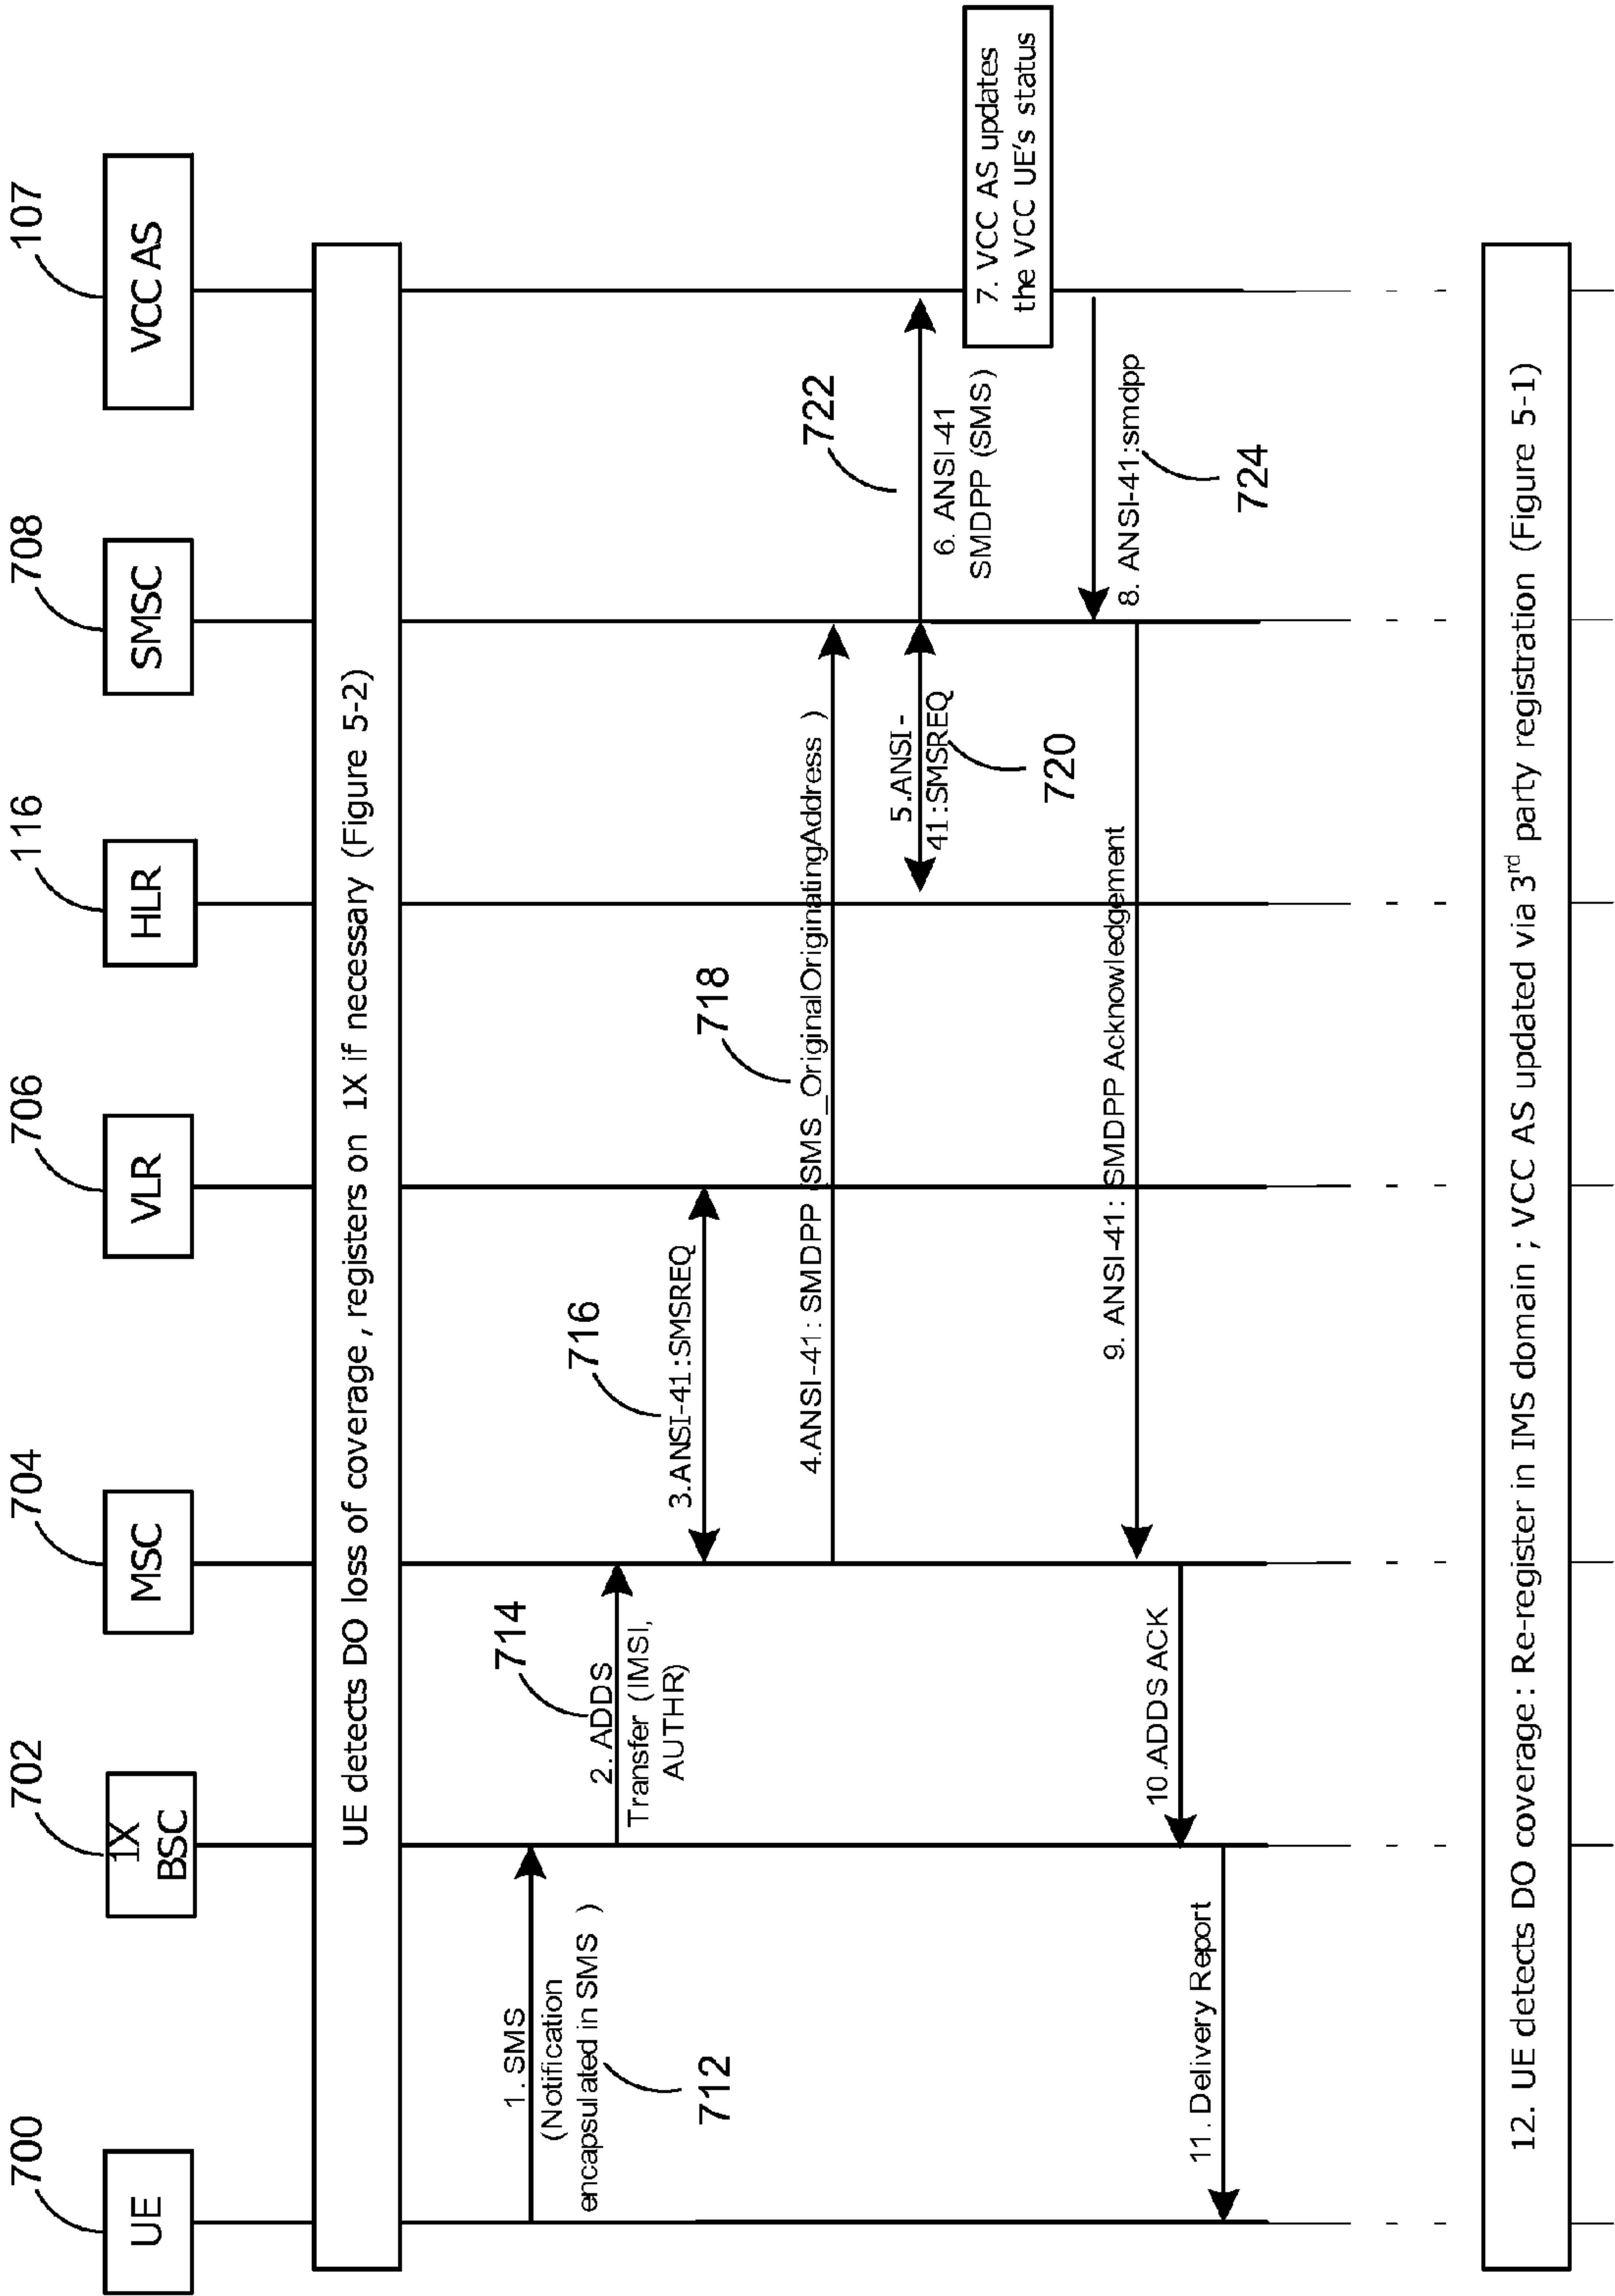 700
702
704
706
116
708
107
UE
1X
BSC
MSC
VLR
HLR
SMSC
VCC AS
UE detects DO loss of coverage, registers on 1X if necessary (Figure 5-2)
1. SMS
(Notification
encapsulated in SMS )
712
714
2. ADDS
Transfer (IMSI,
AUTHR)
716
3.ANSI-41:SMSREQ
718
4.ANSI-41: SMDPP (SMS_OriginalOriginatingAddress )
5.ANSI-
41:SMSREQ
720
722
6. ANSI-41
SMDPP (SMS)
7. VCC AS updates
the VCC UE's status
8. ANSI-41:smdpp
724
9. ANSI-41: SMDPP Acknowledgement
10.ADDS ACK
11. Delivery Report
12. UE detects DO coverage: Re-register in IMS domain ; VCC AS updated via 3rd party registration (Figure 5-1)